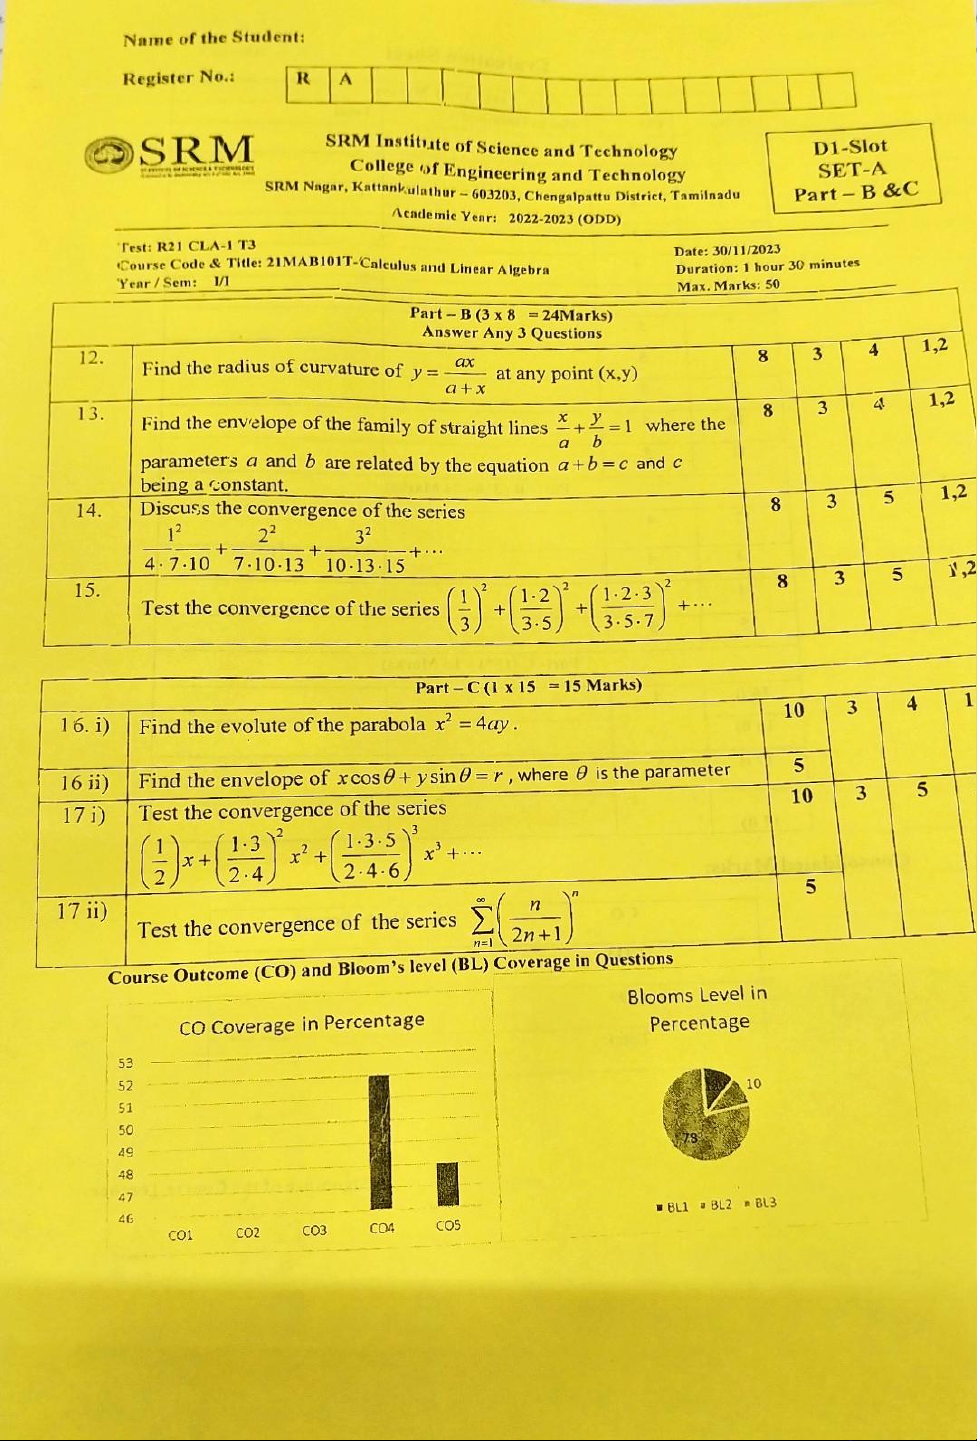 Name of the Student:
Register No.: R A
SRM
SRM Institute of Science and Technology
College of Engineering and Technology
SRM Nagar, Kattankulathur – 603203, Chengalpattu District, Tamilnadu
Academic Year: 2022-2023 (ODD)
D1-Slot
SET-A
Part – B &C
Test: R21 CLA-1 T3
Course Code & Title: 21MAB101T-Calculus and Linear Algebra
Year / Sem: I/I
Date: 30/11/2023
Duration: 1 hour 30 minutes
Max. Marks: 50
Part – B (3 x 8 = 24Marks)
Answer Any 3 Questions
12. Find the radius of curvature of y = ax/(a+x) at any point (x,y) 8 3 4 1,2
13. Find the envelope of the family of straight lines x/a + y/b = 1 where the 8 3 4 1,2
parameters a and b are related by the equation a+b=c and c
being a constant.
14. Discuss the convergence of the series 8 3 5 1,2
1²/(4·7·10) + 2²/(7·10·13) + 3²/(10·13·15) + ···
15. Test the convergence of the series (1/3)² + (1·2/3·5)² + (1·2·3/3·5·7)² + ··· 8 3 5 1,2
Part – C (1 x 15 = 15 Marks)
16. i) Find the evolute of the parabola x² = 4ay. 10 3 4 1
16 ii) Find the envelope of x cos θ + y sin θ = r, where θ is the parameter 5
17 i) Test the convergence of the series 10 3 5
(1/2)x + (1·3/2·4)² x² + (1·3·5/2·4·6)³ x³ + ···
17 ii) Test the convergence of the series ∑ n=1 ∞ (n/(2n+1))ⁿ 5
Course Outcome (CO) and Bloom's level (BL) Coverage in Questions
CO Coverage in Percentage
53
52
51
50
49
48
47
46
CO1 CO2 CO3 CO4 CO5
Blooms Level in
Percentage
10
78
BL1 BL2 BL3